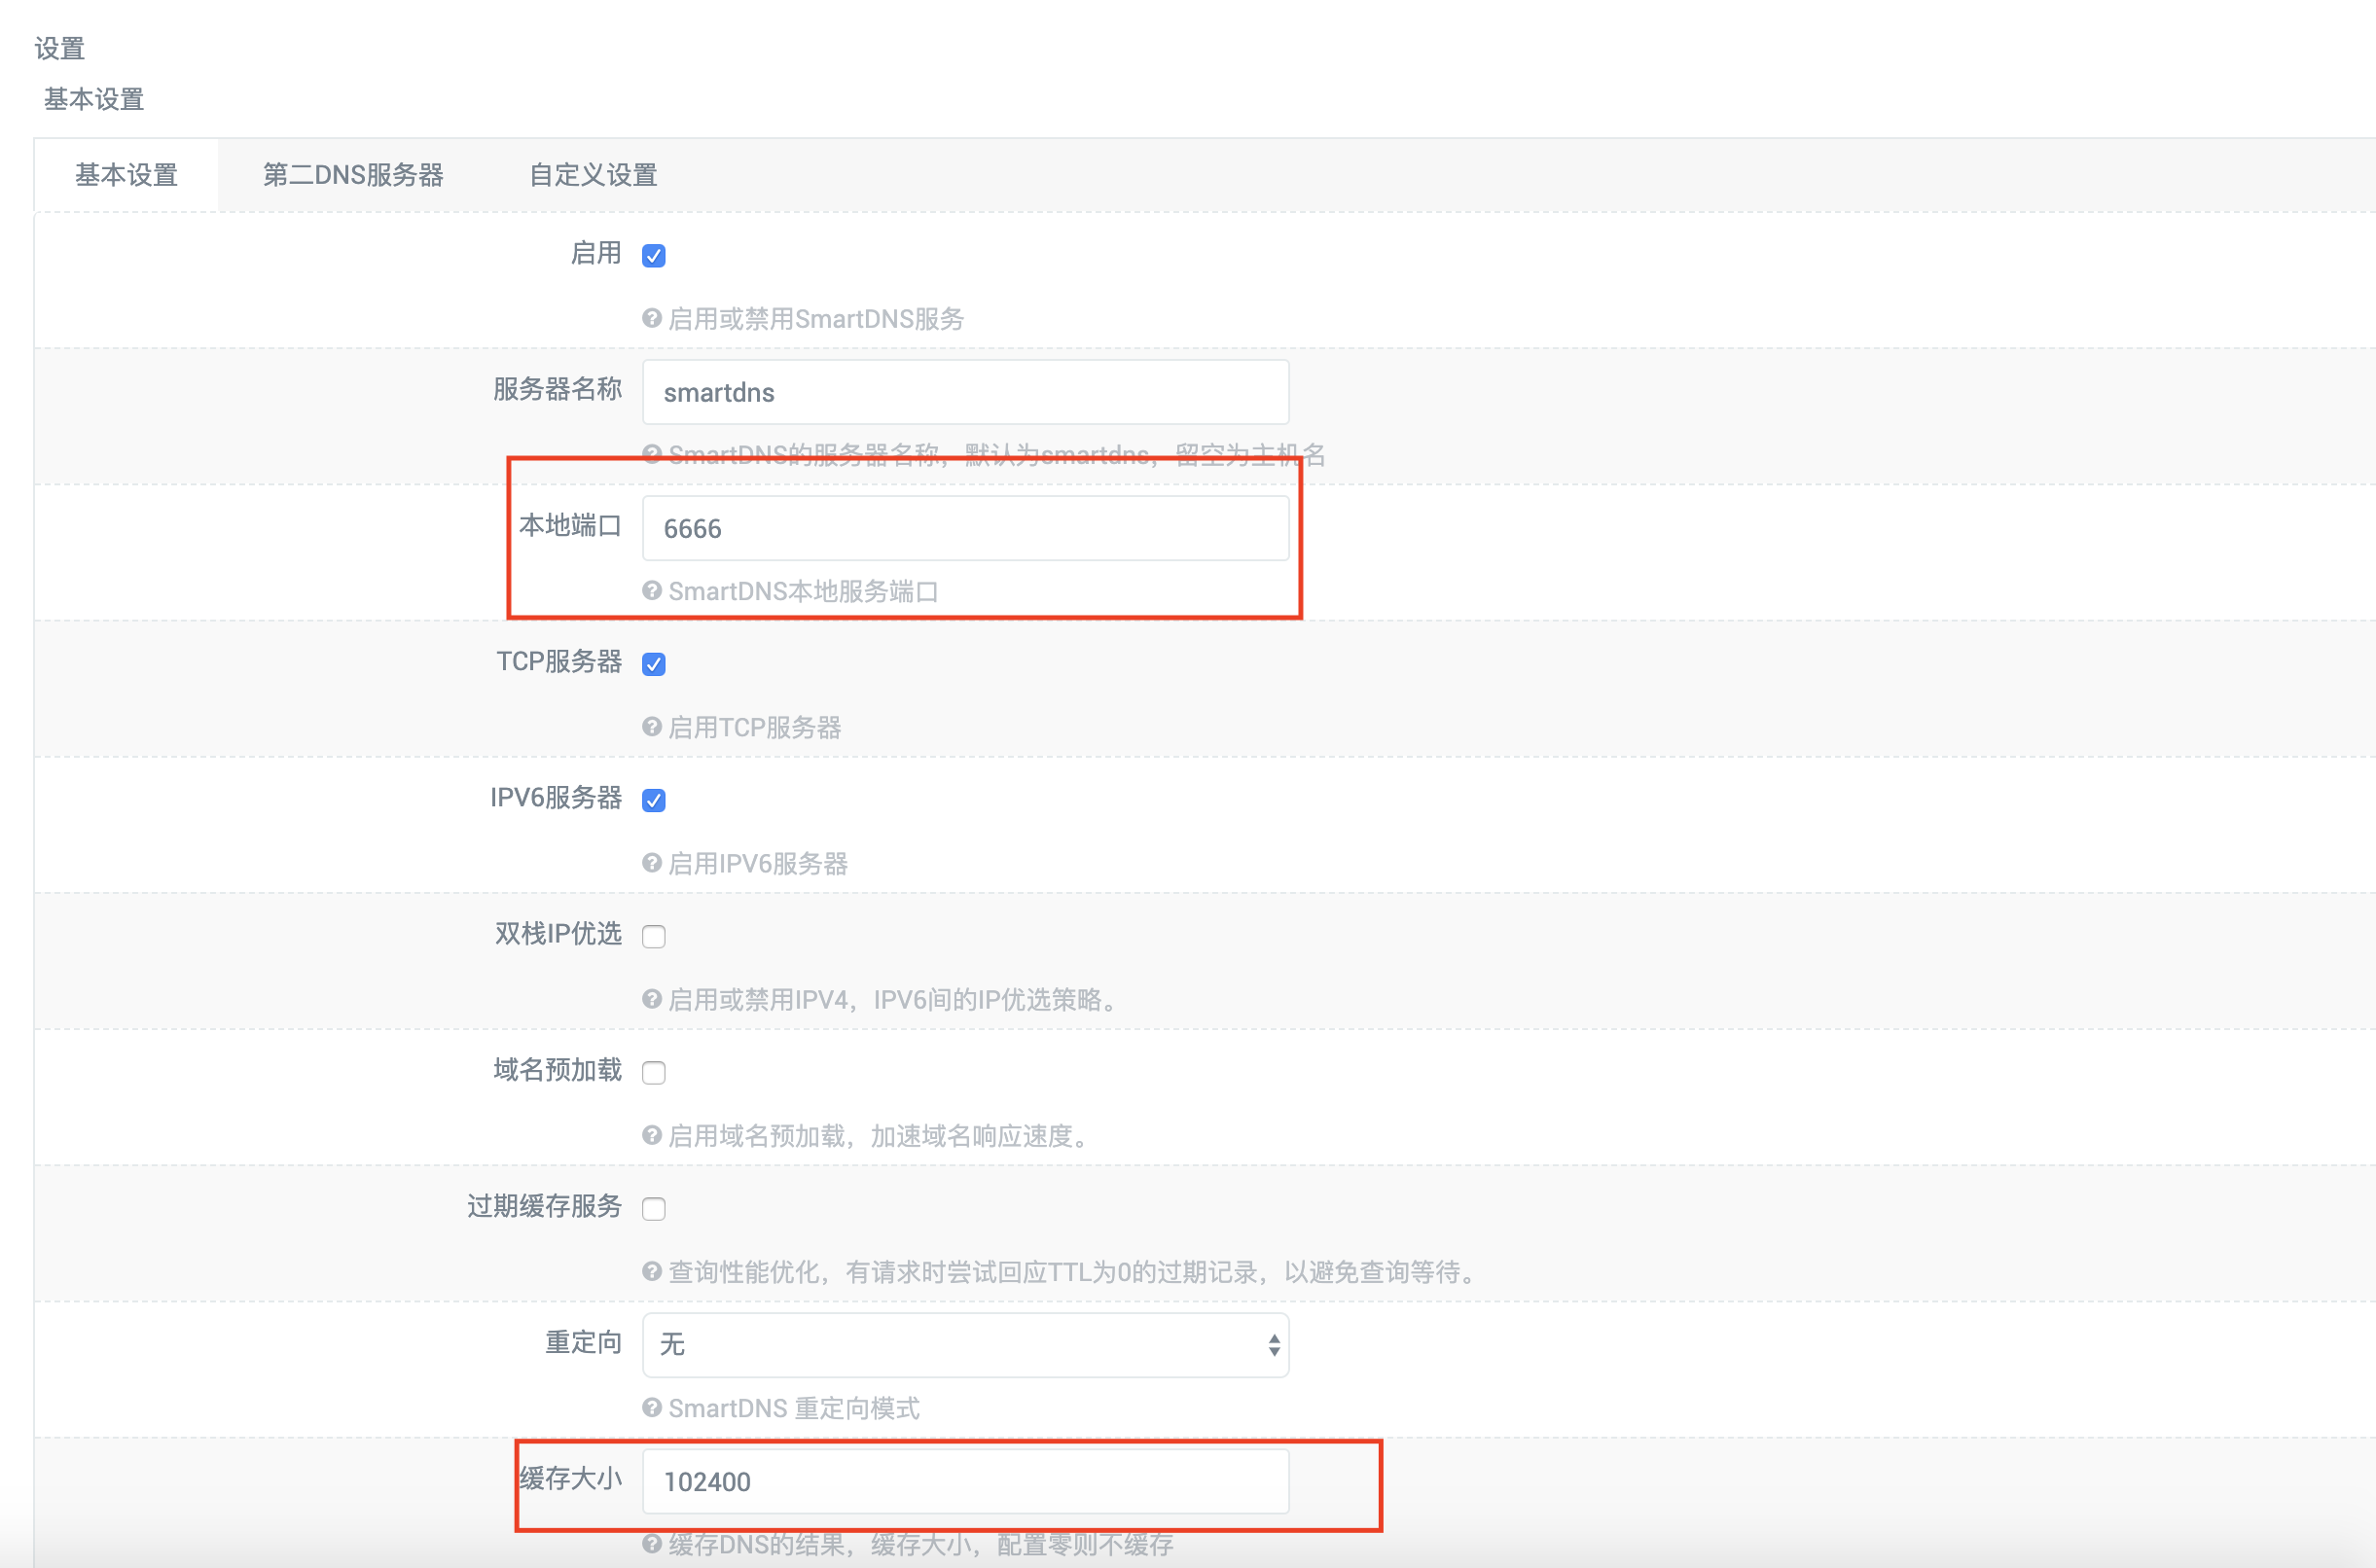 设置
基本设置
基本设置 第二DNS服务器 自定义设置
启用
启用或禁用SmartDNS服务
服务器名称 smartdns
SmartDNS的服务器名称，默认为smartdns，留空为主机名
本地端口 6666
SmartDNS本地服务端口
TCP服务器
启用TCP服务器
IPV6服务器
启用IPV6服务器
双栈IP优选
启用或禁用IPV4，IPV6间的IP优选策略。
域名预加载
启用域名预加载，加速域名响应速度。
过期缓存服务
查询性能优化，有请求时尝试回应TTL为0的过期记录，以避免查询等待。
重定向 无
SmartDNS 重定向模式
缓存大小 102400
缓存DNS的结果，缓存大小，配置零则不缓存